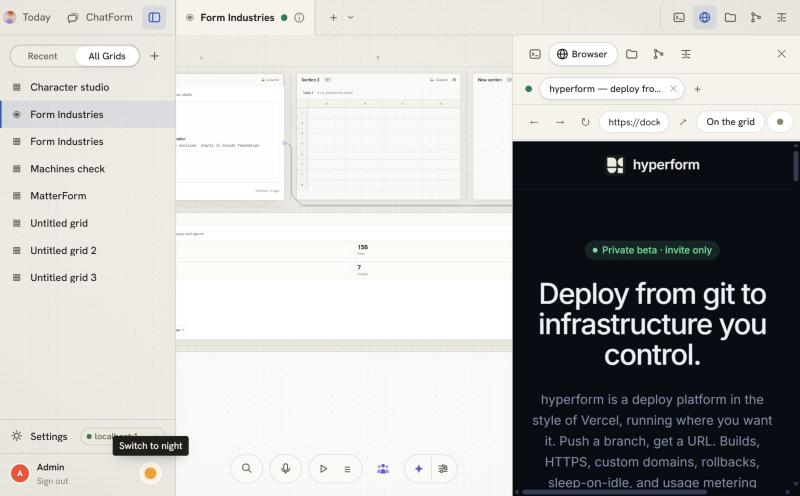 Today
ChatForm
Form Industries
Recent
All Grids
Character studio
Form Industries
Form Industries
Machines check
MatterForm
Untitled grid
Untitled grid 2
Untitled grid 3
Settings
Switch to night
Admin
Sign out
A
Section 2
New section
158
7
Browser
hyperform — deploy fro...
https://dock
On the grid
hyperform
Private beta · invite only
Deploy from git to
infrastructure you
control.
hyperform is a deploy platform in the
style of Vercel, running where you want
it. Push a branch, get a URL. Builds,
HTTPS, custom domains, rollbacks,
sleep-on-idle, and usage metering